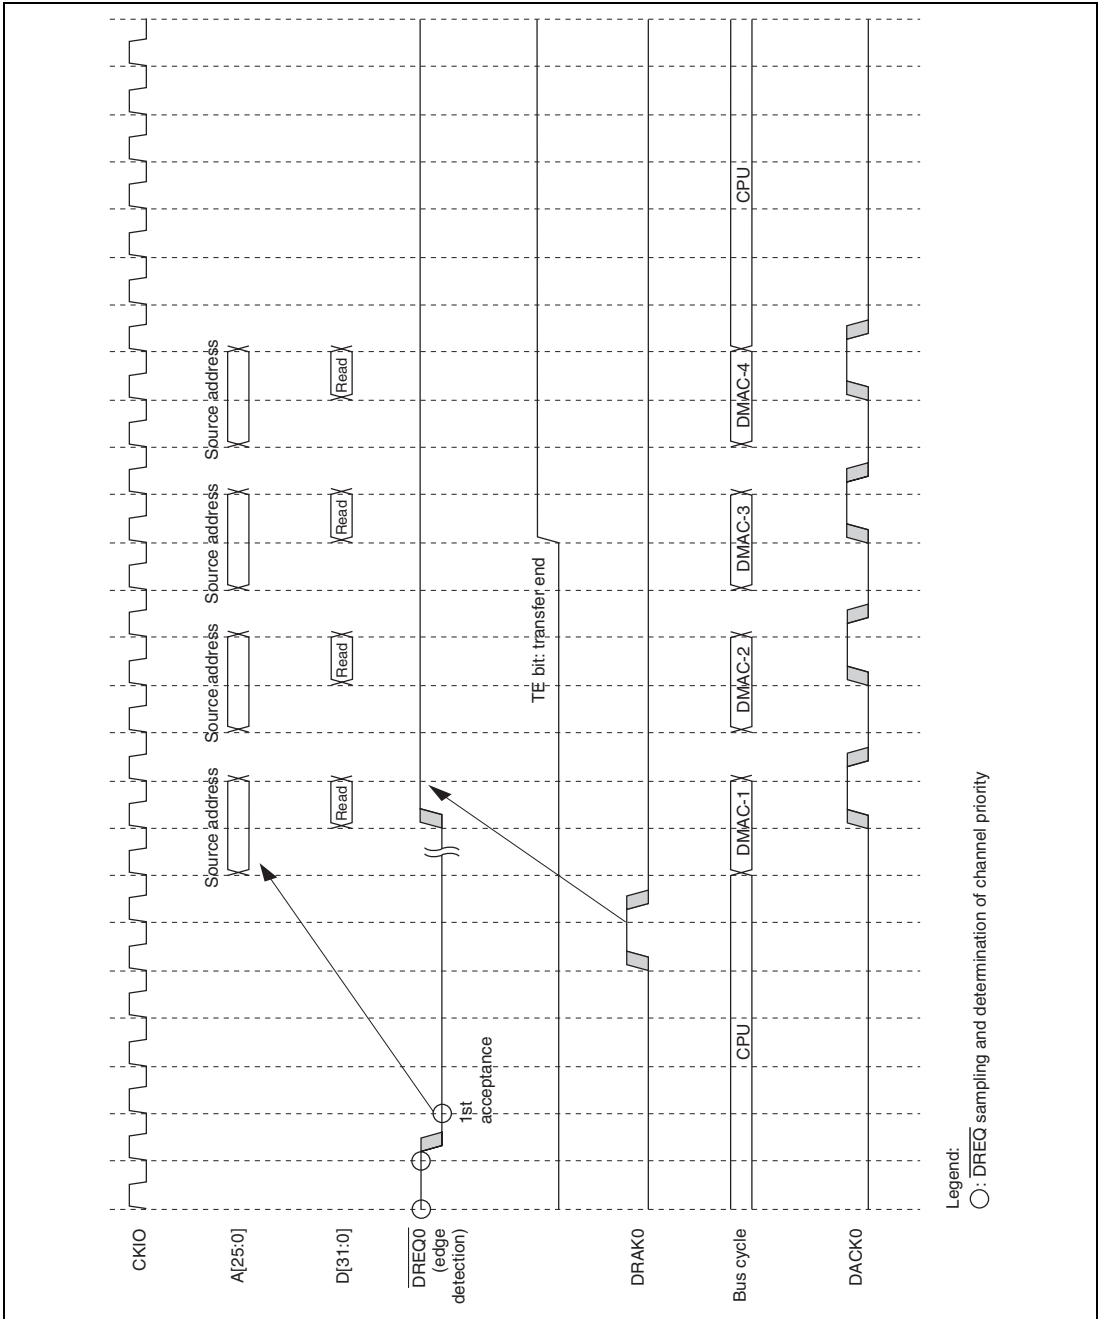 CKIO
Source address
Source address
Source address
Source address
A[25:0]
Read
Read
Read
Read
D[31:0]
DREQ0
(edge
detection)
1st
acceptance
TE bit: transfer end
DRAK0
CPU
DMAC-1
DMAC-2
DMAC-3
DMAC-4
CPU
Bus cycle
DACK0
Legend:
○: DREQ sampling and determination of channel priority